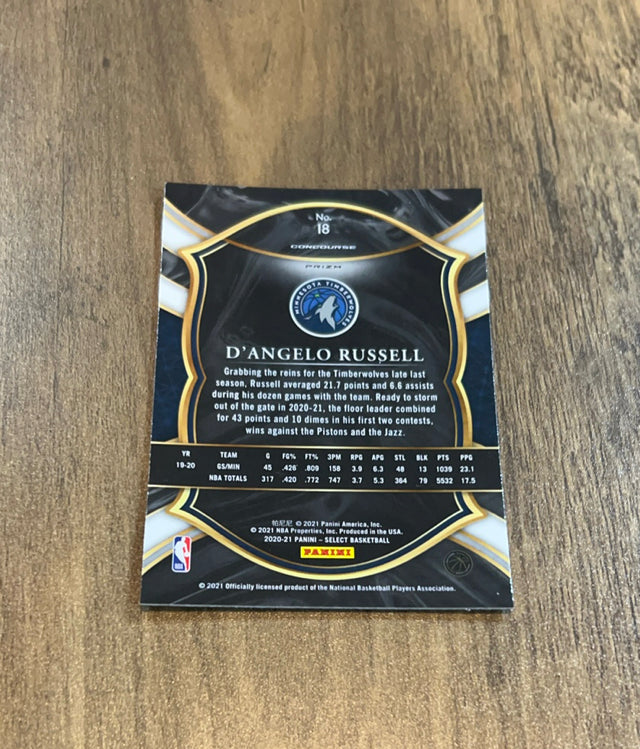 No.
18
CONCOURSE
PRIZM
MINNESOTA TIMBERWOLVES
D'ANGELO RUSSELL
Grabbing the reins for the Timberwolves late last
season, Russell averaged 21.7 points and 6.6 assists
during his dozen games with the team. Ready to storm
out of the gate in 2020-21, the floor leader combined
for 43 points and 10 dimes in his first two contests,
wins against the Pistons and the Jazz.
YR TEAM G FG% FT% 3PM RPG APG STL BLK PTS PPG
19-20 GS/MIN 45 .426 .809 158 3.9 6.3 48 13 1039 23.1
NBA TOTALS 317 .420 .772 747 3.7 5.3 364 79 5532 17.5
帕尼尼 © 2021 Panini America, Inc.
© 2021 NBA Properties, Inc. Produced in the USA.
2020-21 PANINI – SELECT BASKETBALL
PANINI
NBA
© 2021 Officially licensed product of the National Basketball Players Association.